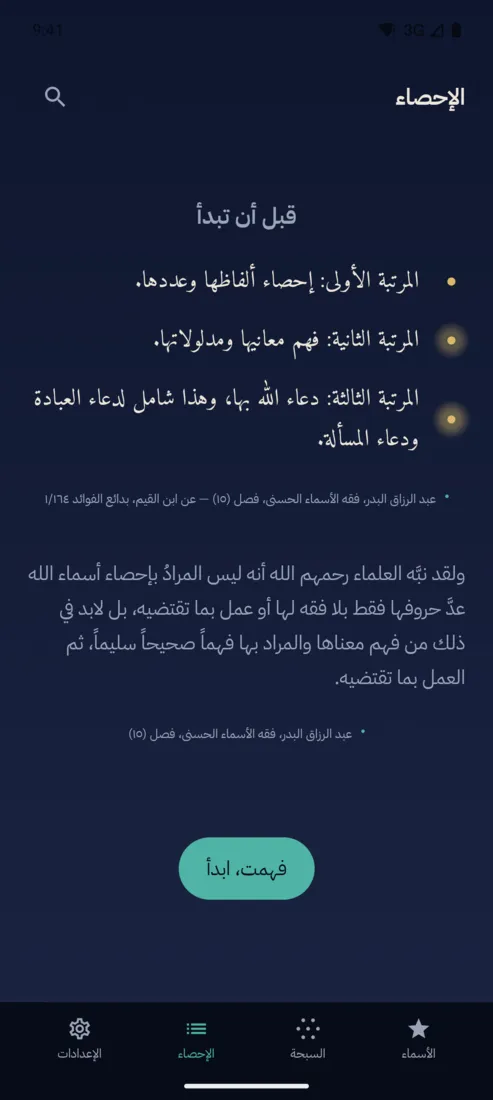 9:41
3G
الإحصاء
قبل أن تبدأ
المرتبة الأولى: إحصاء ألفاظها وعددها.
المرتبة الثانية: فهم معانيها ومدلولاتها.
المرتبة الثالثة: دعاء الله بها، وهذا شامل لدعاء العبادة
ودعاء المسألة.
عبد الرزاق البدر، فقه الأسماء الحسنى، فصل (١٥) — عن ابن القيم، بدائع الفوائد ١/١٦٤
ولقد نبَّه العلماء رحمهم الله أنه ليس المرادُ بإحصاء أسماء الله
عدَّ حروفها فقط بلا فقه لها أو عمل بما تقتضيه، بل لابد في
ذلك من فهم معناها والمراد بها فهماً صحيحاً سليماً، ثم
العمل بما تقتضيه.
عبد الرزاق البدر، فقه الأسماء الحسنى، فصل (١٥)
فهمت، ابدأ
الأسماء
السبحة
الإحصاء
الإعدادات